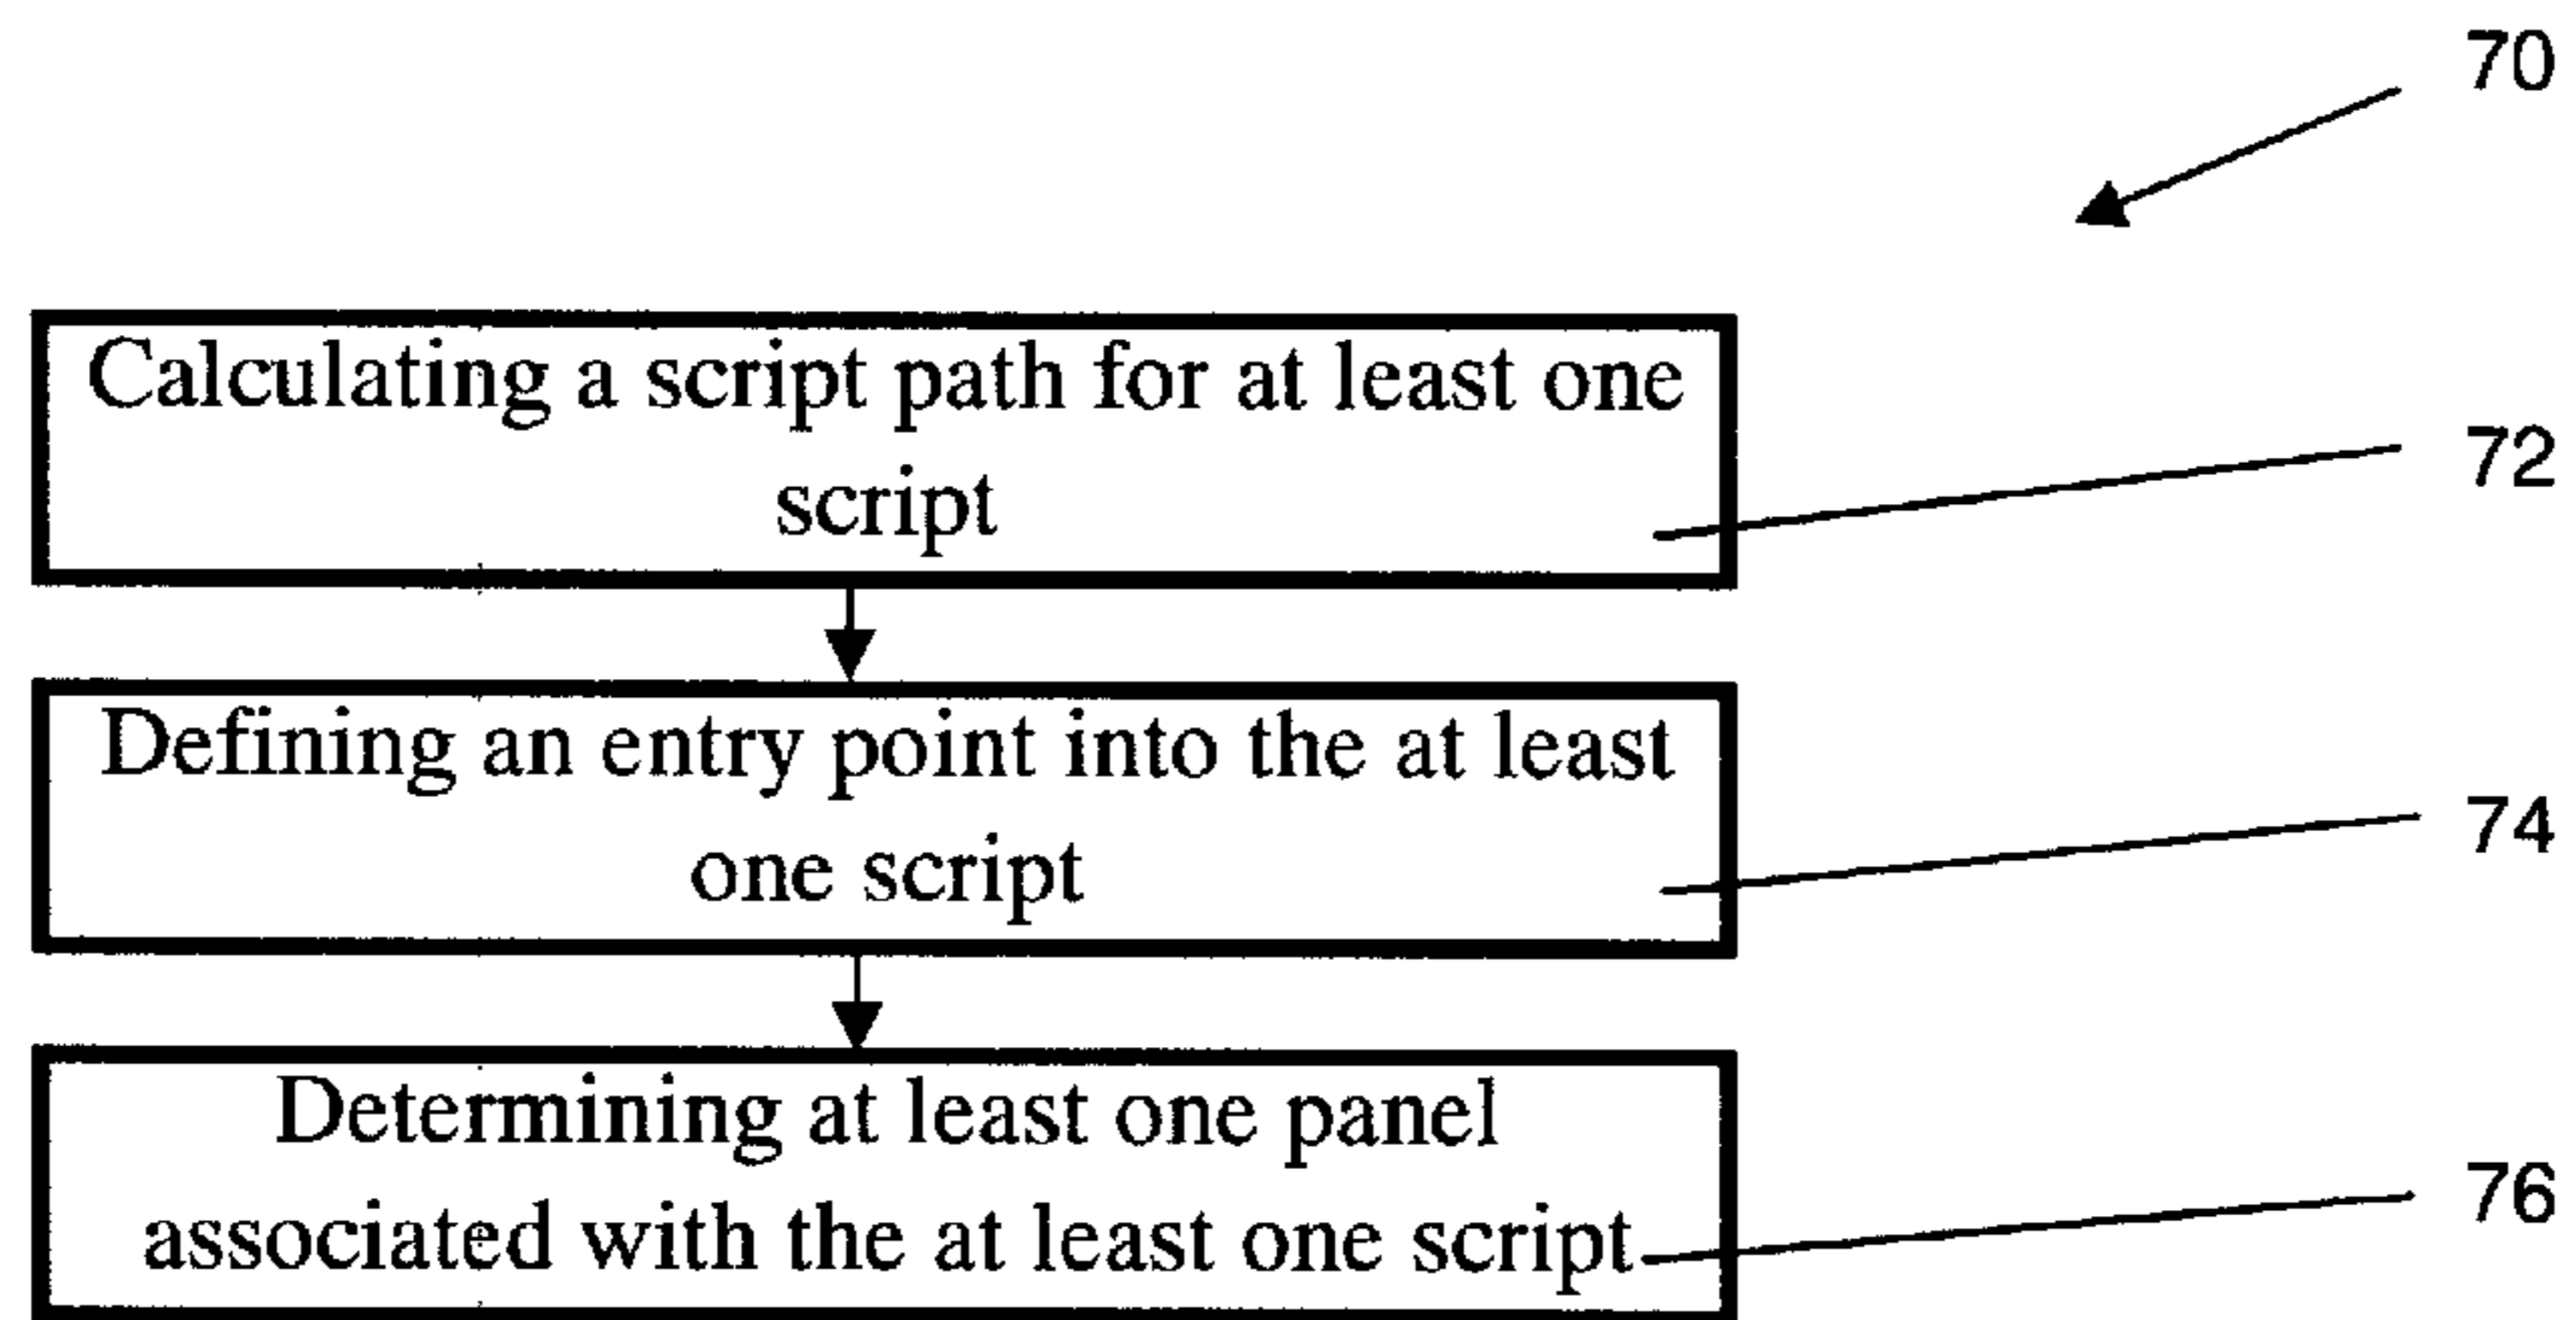 70
Calculating a script path for at least one
script
72
Defining an entry point into the at least
one script
74
Determining at least one panel
associated with the at least one script
76